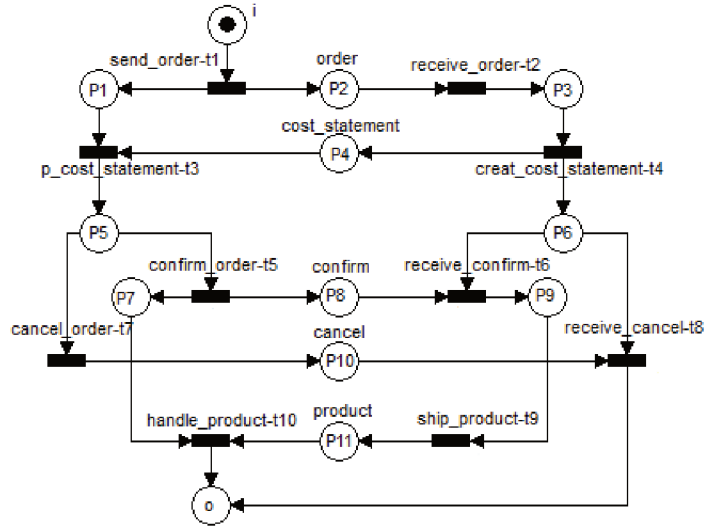 i
send_order-t1
order
receive_order-t2
P1
P2
P3
cost_statement
P4
p_cost_statement-t3
creat_cost_statement-t4
P5
P6
confirm_order-t5
confirm
receive_confirm-t6
P7
P8
P9
cancel_order-t7
cancel
receive_cancel-t8
P10
handle_product-t10
product
ship_product-t9
P11
o